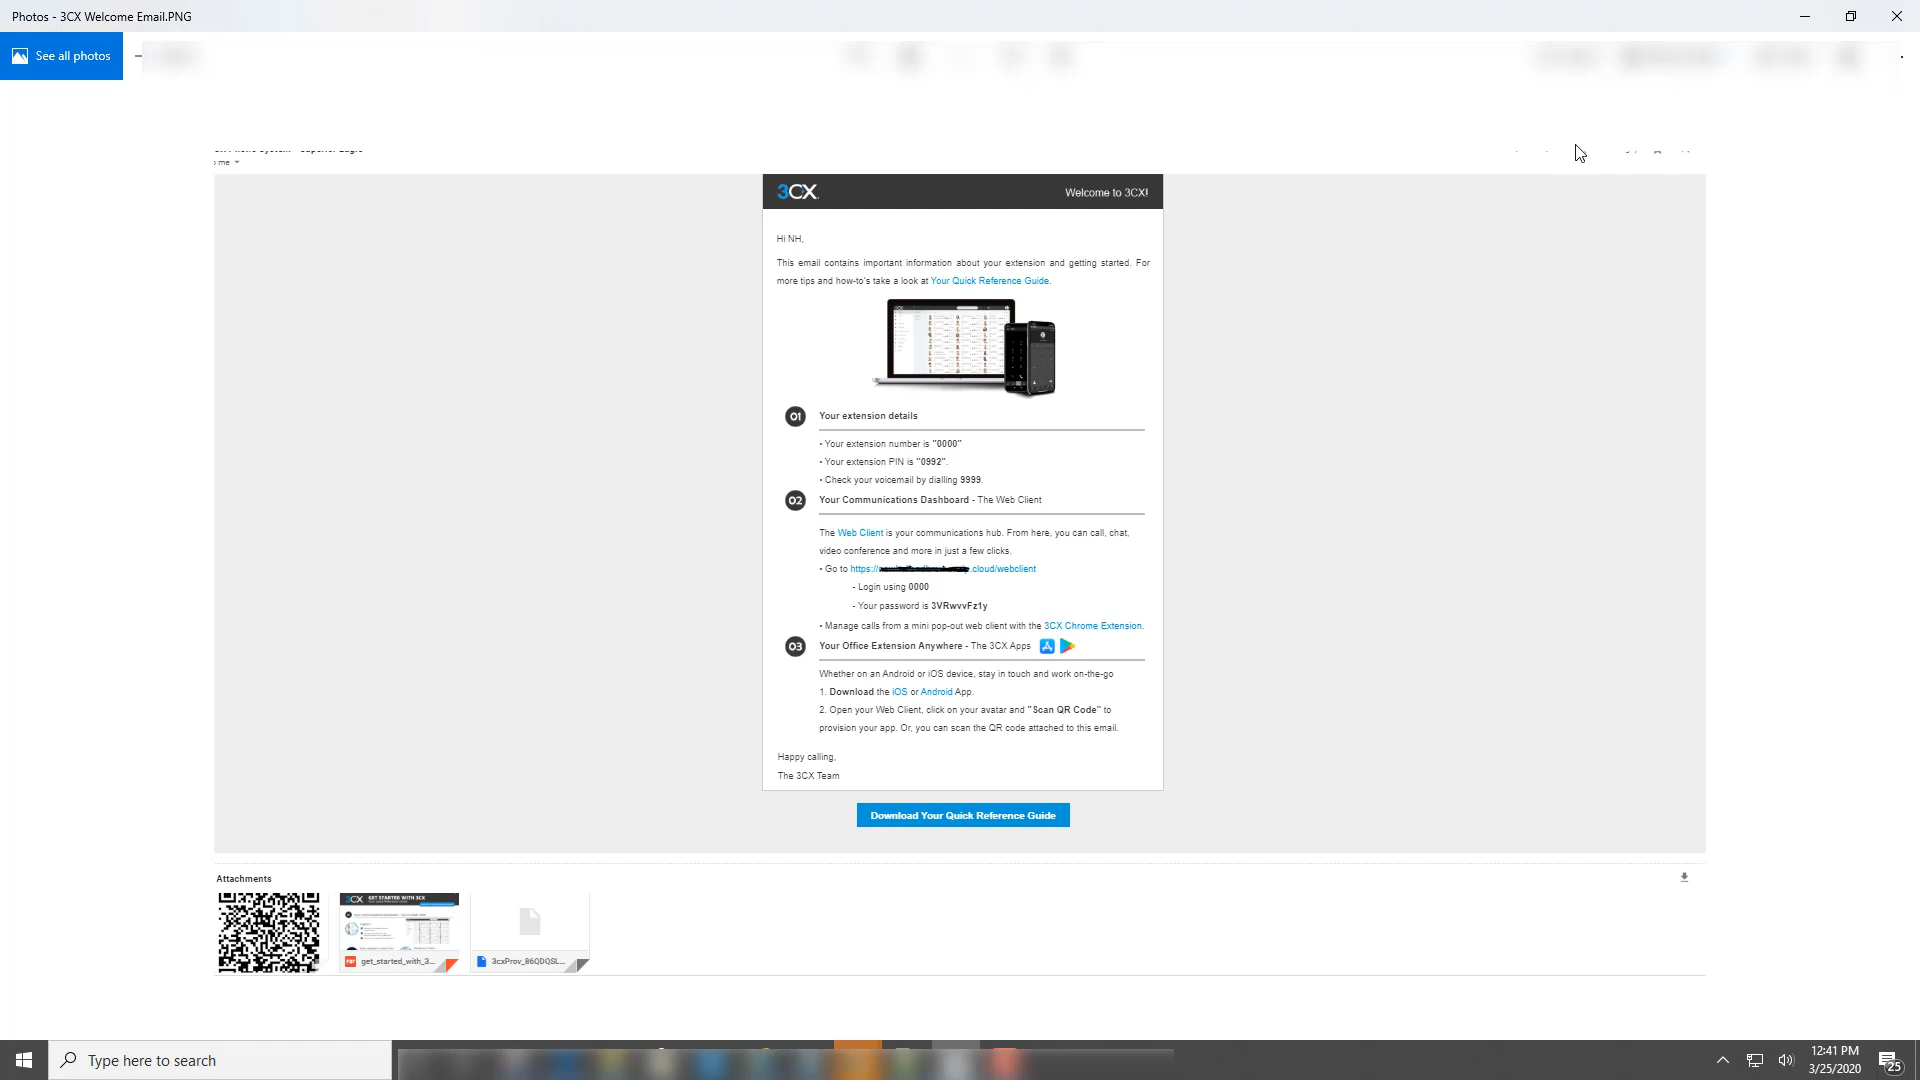 Photos - 3CX Welcome Email.PNG
See all photos
me
3CX
Welcome to 3CX!
Hi NH,
This email contains important information about your extension and getting started. For
more tips and how-to's take a look at Your Quick Reference Guide.
01 Your extension details
• Your extension number is "0000"
• Your extension PIN is "0992".
• Check your voicemail by dialling 9999.
02 Your Communications Dashboard - The Web Client
The Web Client is your communications hub. From here, you can call, chat,
video conference and more in just a few clicks.
• Go to https:// .cloud/webclient
- Login using 0000
- Your password is 3VRwvvFz1y
• Manage calls from a mini pop-out web client with the 3CX Chrome Extension.
03 Your Office Extension Anywhere - The 3CX Apps
Whether on an Android or iOS device, stay in touch and work on-the-go
1. Download the iOS or Android App.
2. Open your Web Client, click on your avatar and "Scan QR Code" to
provision your app. Or, you can scan the QR code attached to this email.
Happy calling,
The 3CX Team
Download Your Quick Reference Guide
Attachments
3CX GET STARTED WITH 3CX
PDF get_started_with_3...
3cxProv_86QDQSL...
Type here to search
12:41 PM
3/25/2020
25